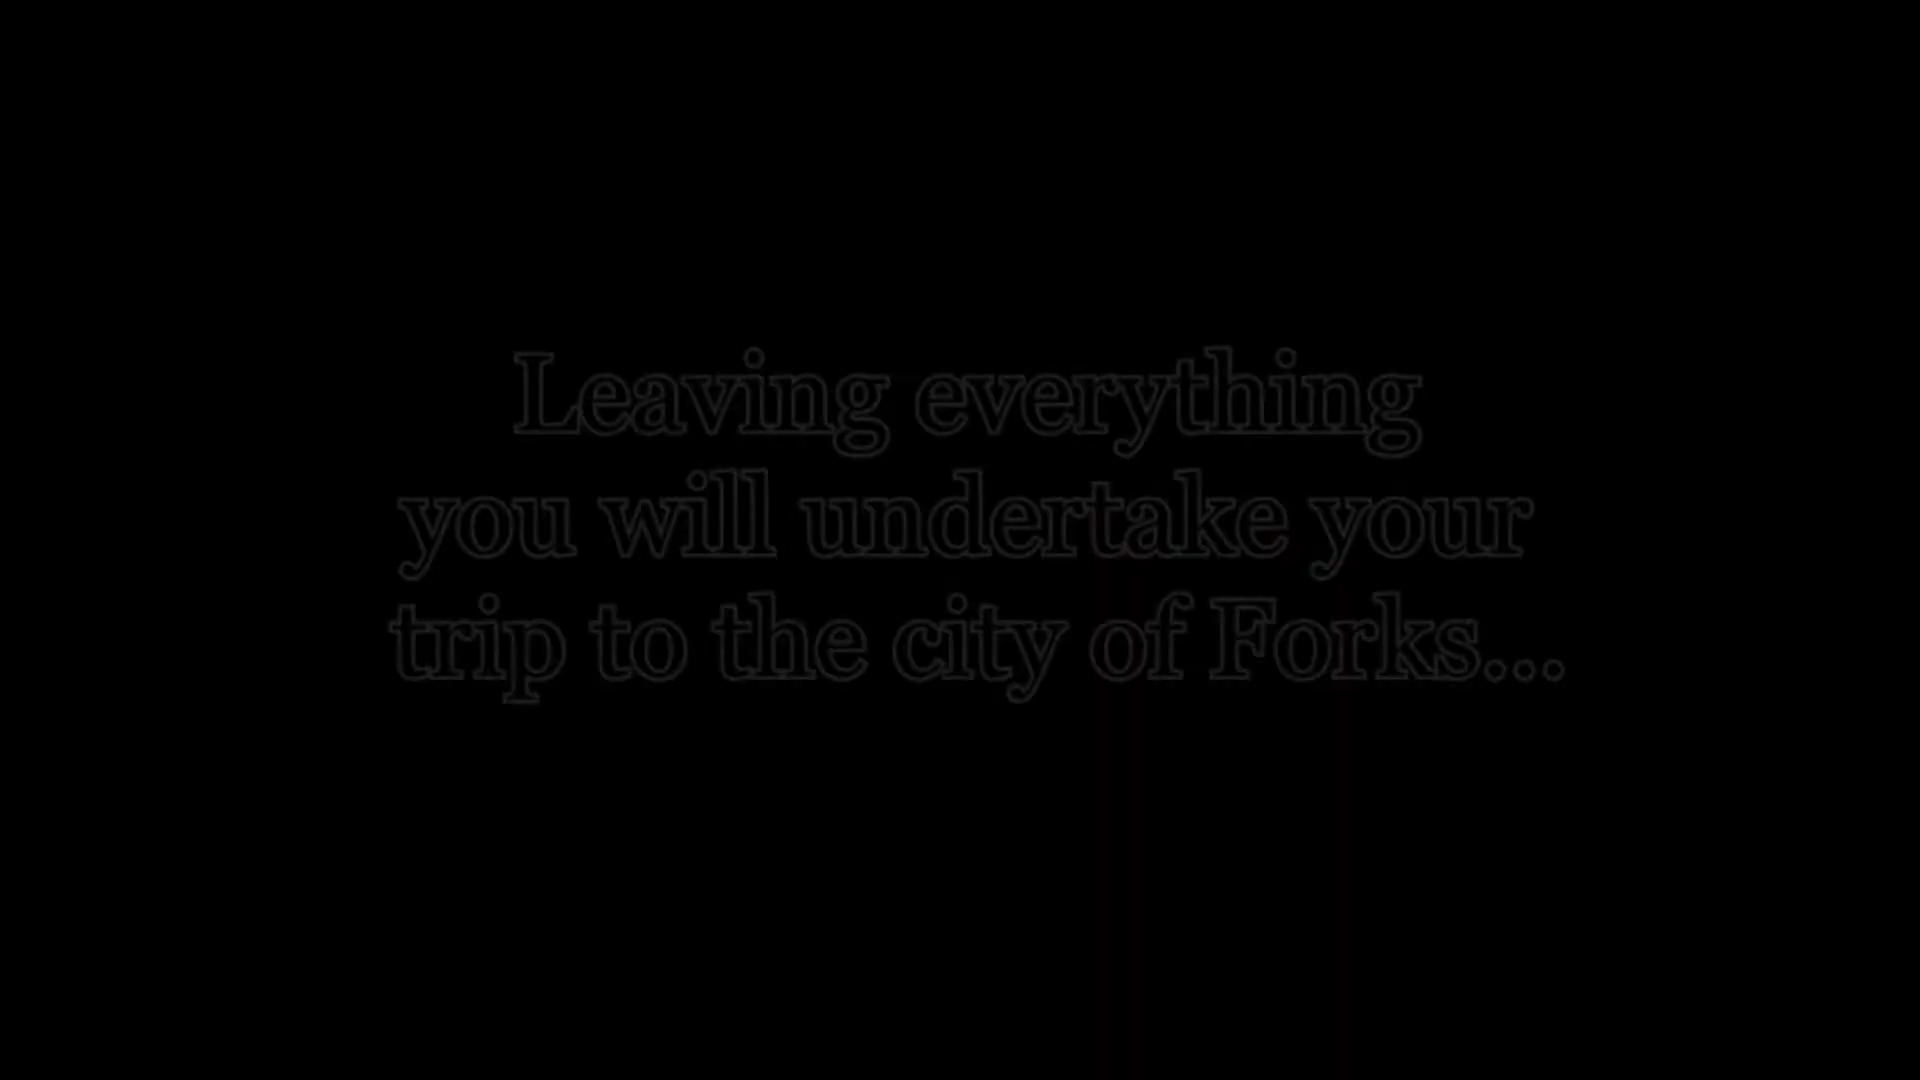 Leaving everything
you will undertake your
trip to the city of Forks...